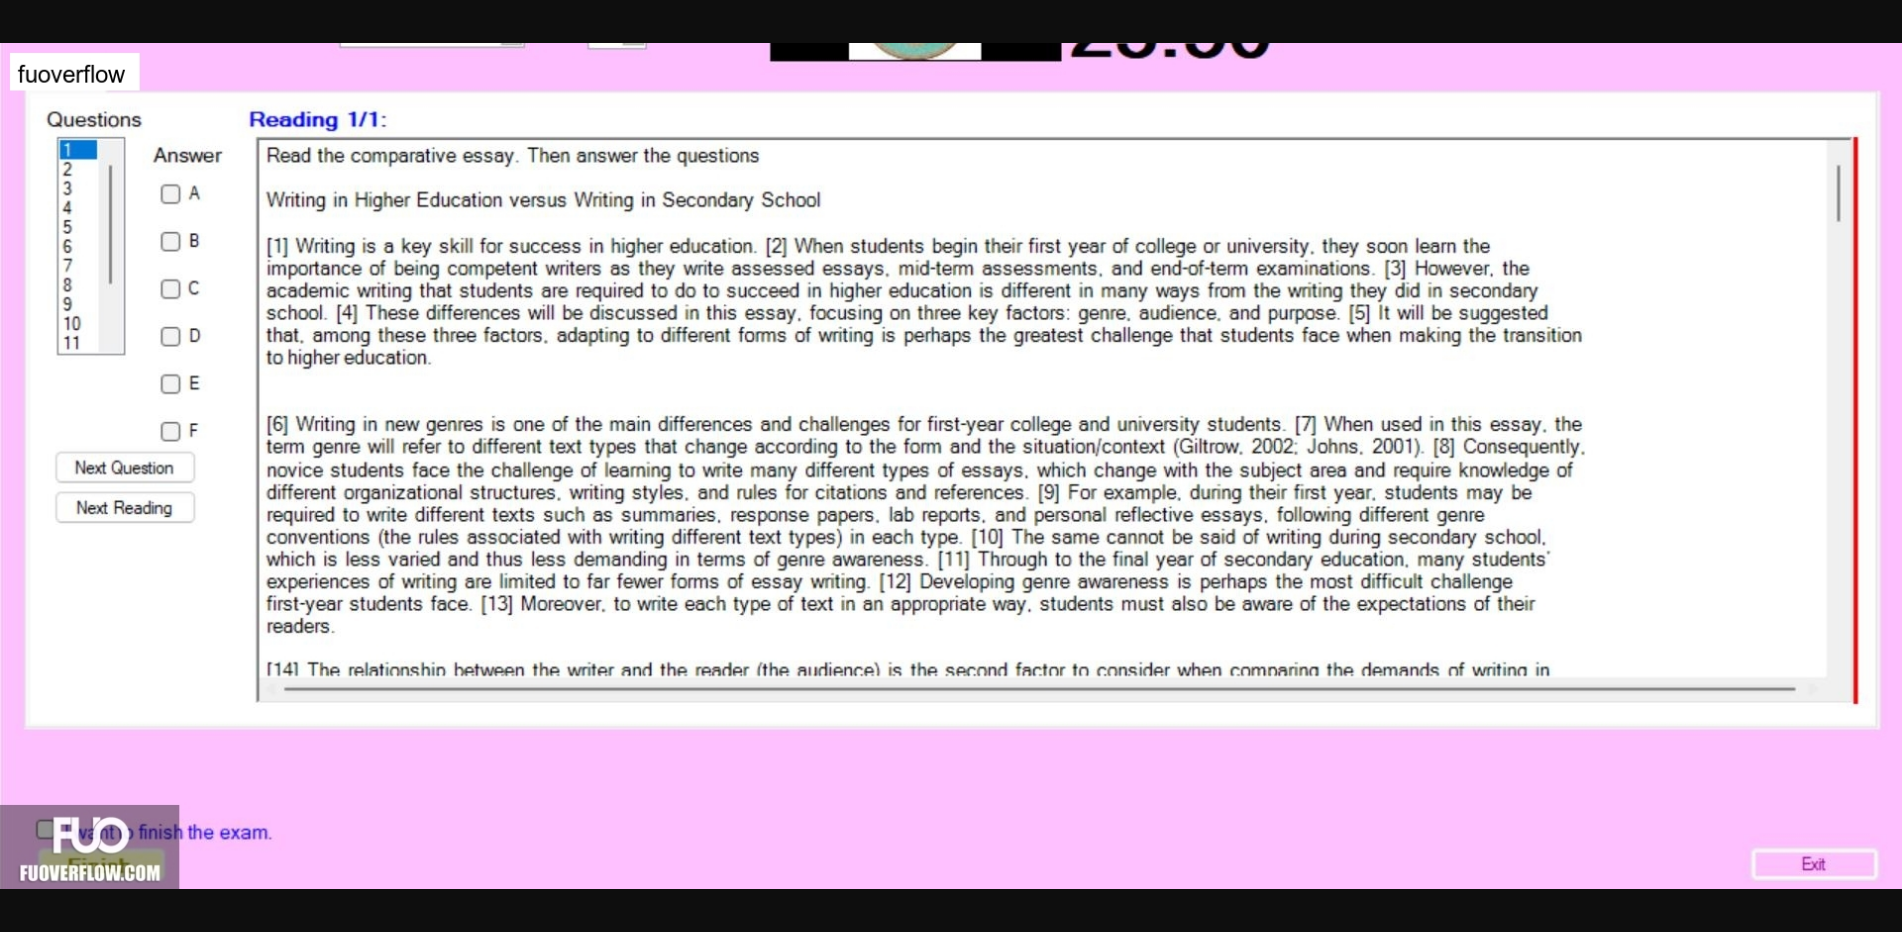 fuoverflow
Questions
Reading 1/1:
1
2
3
4
5
6
7
8
9
10
11
Answer
A
B
C
D
E
F
Next Question
Next Reading
Read the comparative essay. Then answer the questions
Writing in Higher Education versus Writing in Secondary School
[1] Writing is a key skill for success in higher education. [2] When students begin their first year of college or university, they soon learn the
importance of being competent writers as they write assessed essays, mid-term assessments, and end-of-term examinations. [3] However, the
academic writing that students are required to do to succeed in higher education is different in many ways from the writing they did in secondary
school. [4] These differences will be discussed in this essay, focusing on three key factors: genre, audience, and purpose. [5] It will be suggested
that, among these three factors, adapting to different forms of writing is perhaps the greatest challenge that students face when making the transition
to higher education.
[6] Writing in new genres is one of the main differences and challenges for first-year college and university students. [7] When used in this essay, the
term genre will refer to different text types that change according to the form and the situation/context (Giltrow, 2002; Johns, 2001). [8] Consequently,
novice students face the challenge of learning to write many different types of essays, which change with the subject area and require knowledge of
different organizational structures, writing styles, and rules for citations and references. [9] For example, during their first year, students may be
required to write different texts such as summaries, response papers, lab reports, and personal reflective essays, following different genre
conventions (the rules associated with writing different text types) in each type. [10] The same cannot be said of writing during secondary school,
which is less varied and thus less demanding in terms of genre awareness. [11] Through to the final year of secondary education, many students'
experiences of writing are limited to far fewer forms of essay writing. [12] Developing genre awareness is perhaps the most difficult challenge
first-year students face. [13] Moreover, to write each type of text in an appropriate way, students must also be aware of the expectations of their
readers.
[14] The relationship between the writer and the reader (the audience) is the second factor to consider when comparing the demands of writing in
I want to finish the exam.
FUO
FUOVERFLOW.COM
Exit